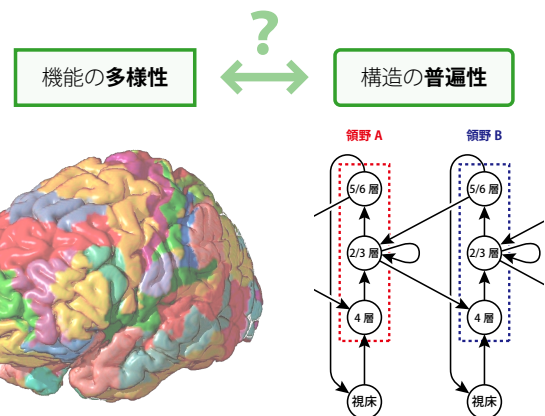 ?
機能の多様性
構造の普遍性
領野 A
領野 B
5/6 層
5/6 層
2/3 層
2/3 層
4 層
4 層
視床
視床